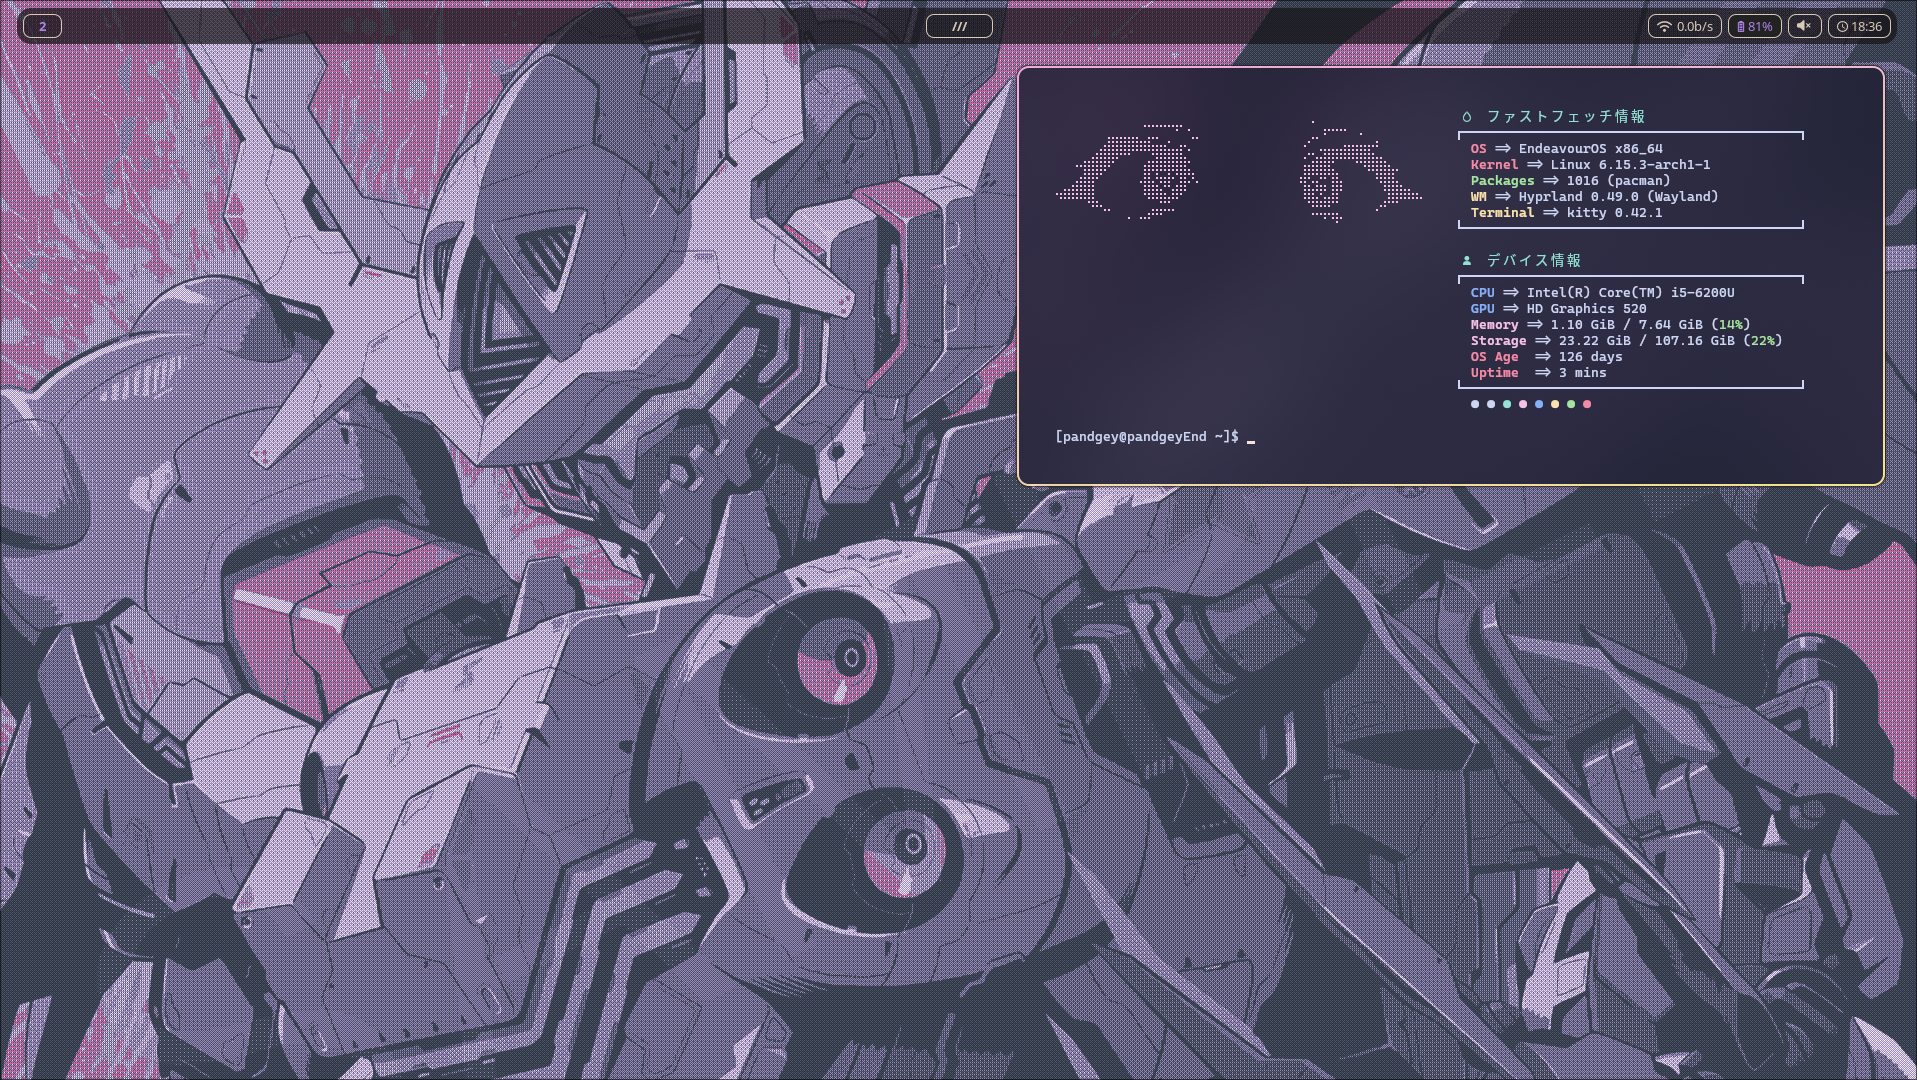 2
///
0.0b/s
81%
18:36
ファストフェッチ情報
OS => EndeavourOS x86_64
Kernel => Linux 6.15.3-arch1-1
Packages => 1016 (pacman)
WM => Hyprland 0.49.0 (Wayland)
Terminal => kitty 0.42.1
デバイス情報
CPU => Intel(R) Core(TM) i5-6200U
GPU => HD Graphics 520
Memory => 1.10 GiB / 7.64 GiB (14%)
Storage => 23.22 GiB / 107.16 GiB (22%)
OS Age => 126 days
Uptime => 3 mins
[pandgey@pandgeyEnd ~]$ _